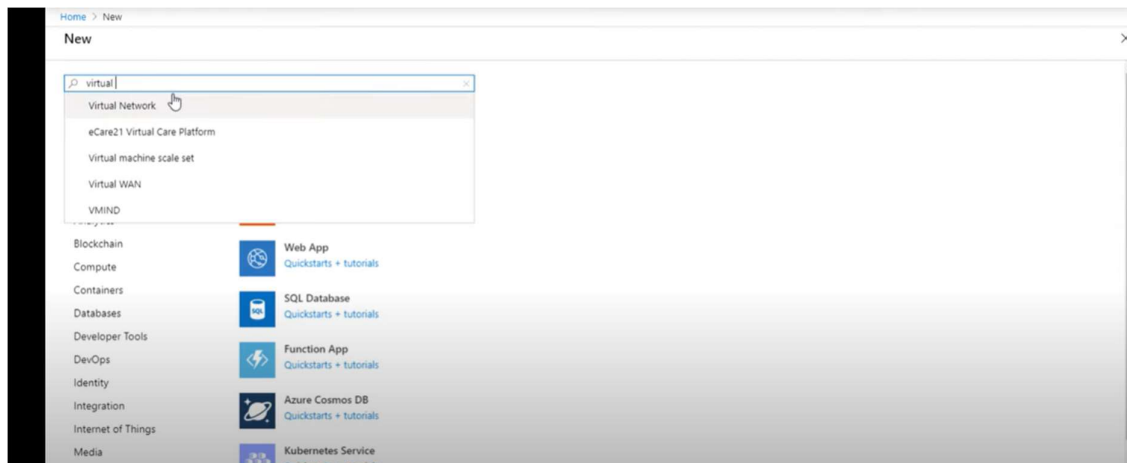 Home > New
New
virtual
Virtual Network
eCare21 Virtual Care Platform
Virtual machine scale set
Virtual WAN
VMIND
Blockchain
Compute
Containers
Databases
Developer Tools
DevOps
Identity
Integration
Internet of Things
Media
Web App
Quickstarts + tutorials
SQL
SQL Database
Quickstarts + tutorials
Function App
Quickstarts + tutorials
Azure Cosmos DB
Quickstarts + tutorials
Kubernetes Service